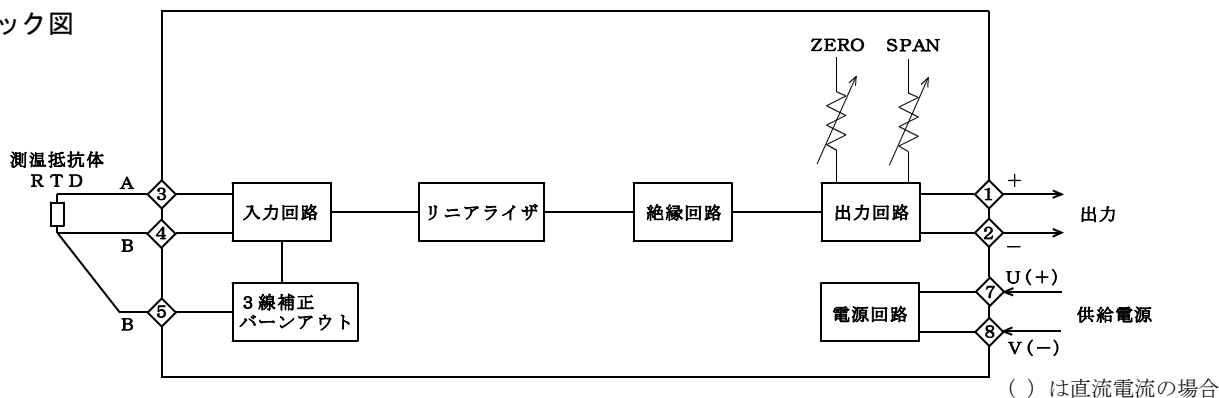 ック図
ZERO SPAN
測温抵抗体
RTD
A
3
入力回路
リニアライザ
絶縁回路
出力回路
1
+
出力
4
B
2
−
5
B
3線補正
バーンアウト
電源回路
7
U(+)
供給電源
8
V(−)
( )は直流電流の場合